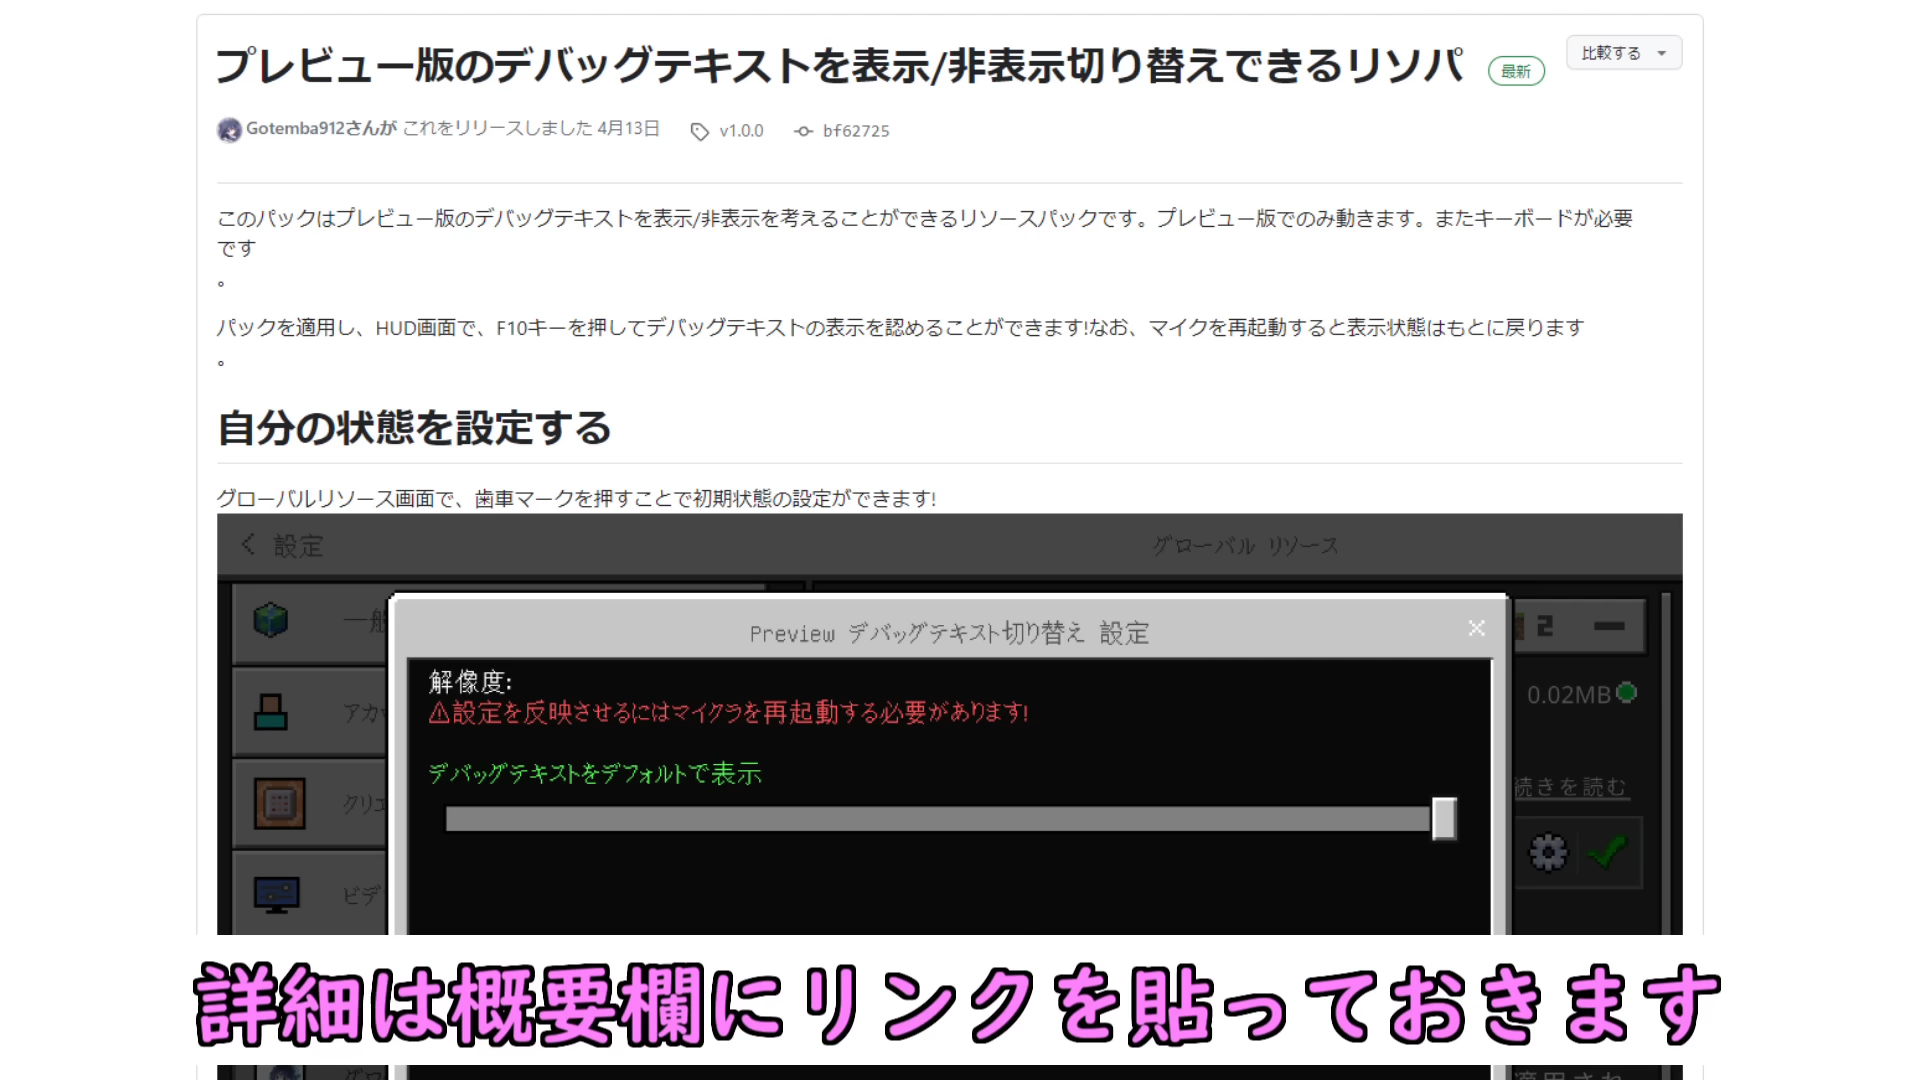 プレビュー版のデバッグテキストを表示/非表示切り替えできるリソパ 最新 比較する
Gotemba912さんが これをリリースしました 4月13日 v1.0.0 bf62725
このパックはプレビュー版のデバッグテキストを表示/非表示を考えることができるリソースパックです。プレビュー版でのみ動きます。またキーボードが必要
です
。
パックを適用し、HUD画面で、F10キーを押してデバッグテキストの表示を認めることができます!なお、マイクを再起動すると表示状態はもとに戻ります
。
自分の状態を設定する
グローバルリソース画面で、歯車マークを押すことで初期状態の設定ができます!
設定 グローバル リソース
一般
Preview デバッグテキスト切り替え 設定
2
解像度:
⚠設定を反映させるにはマイクラを再起動する必要があります!
0.02MB
アカ
デバッグテキストをデフォルトで表示
続きを読む
クリエ
ビデ
詳細は概要欄にリンクを貼っておきます
グロ